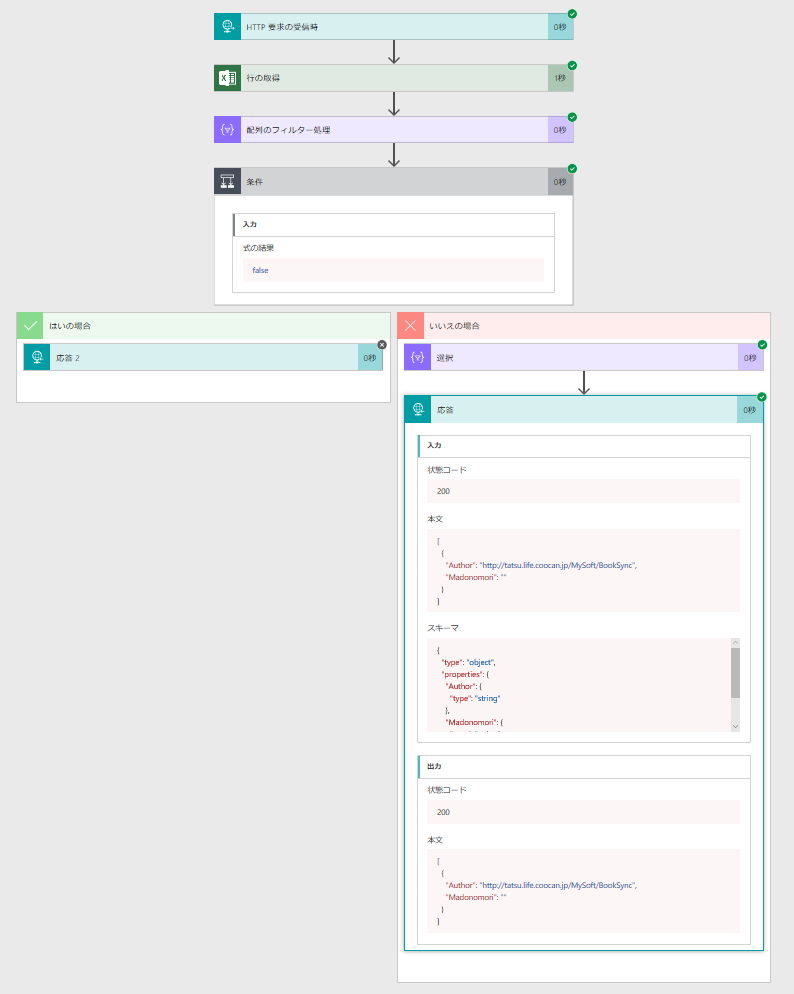 HTTP 要求の受信時
0秒
行の取得
1秒
配列のフィルター処理
0秒
条件
0秒
入力
式の結果
false
はいの場合
応答 2
0秒
いいえの場合
選択
0秒
応答
0秒
入力
状態コード
200
本文
[
{
"Author": "http://tatsu.life.coocan.jp/MySoft/BookSync",
"Madonomori": ""
}
]
スキーマ
{
"type": "object",
"properties": {
"Author": {
"type": "string"
},
"Madonomori": {
出力
状態コード
200
本文
[
{
"Author": "http://tatsu.life.coocan.jp/MySoft/BookSync",
"Madonomori": ""
}
]